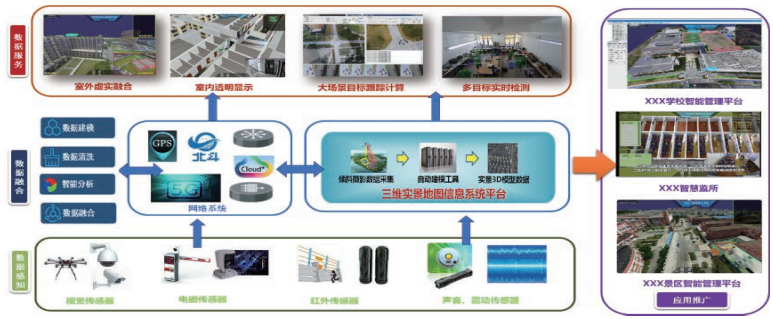 数据服务
室外虚实融合
室内透明显示
大场景目标跟踪计算
多目标实时检测
数据融合
数据建模
数据清洗
智能分析
数据融合
GPS
北斗
Cloud+
5G
网络系统
倾斜摄影数据采集
自动建模工具
实景3D模型数据
三维实景地图信息系统平台
数据感知
视觉传感器
电磁传感器
红外传感器
声音、震动传感器
XXX学校智能管理平台
XXX智慧监所
XXX景区智能管理平台
应用推广